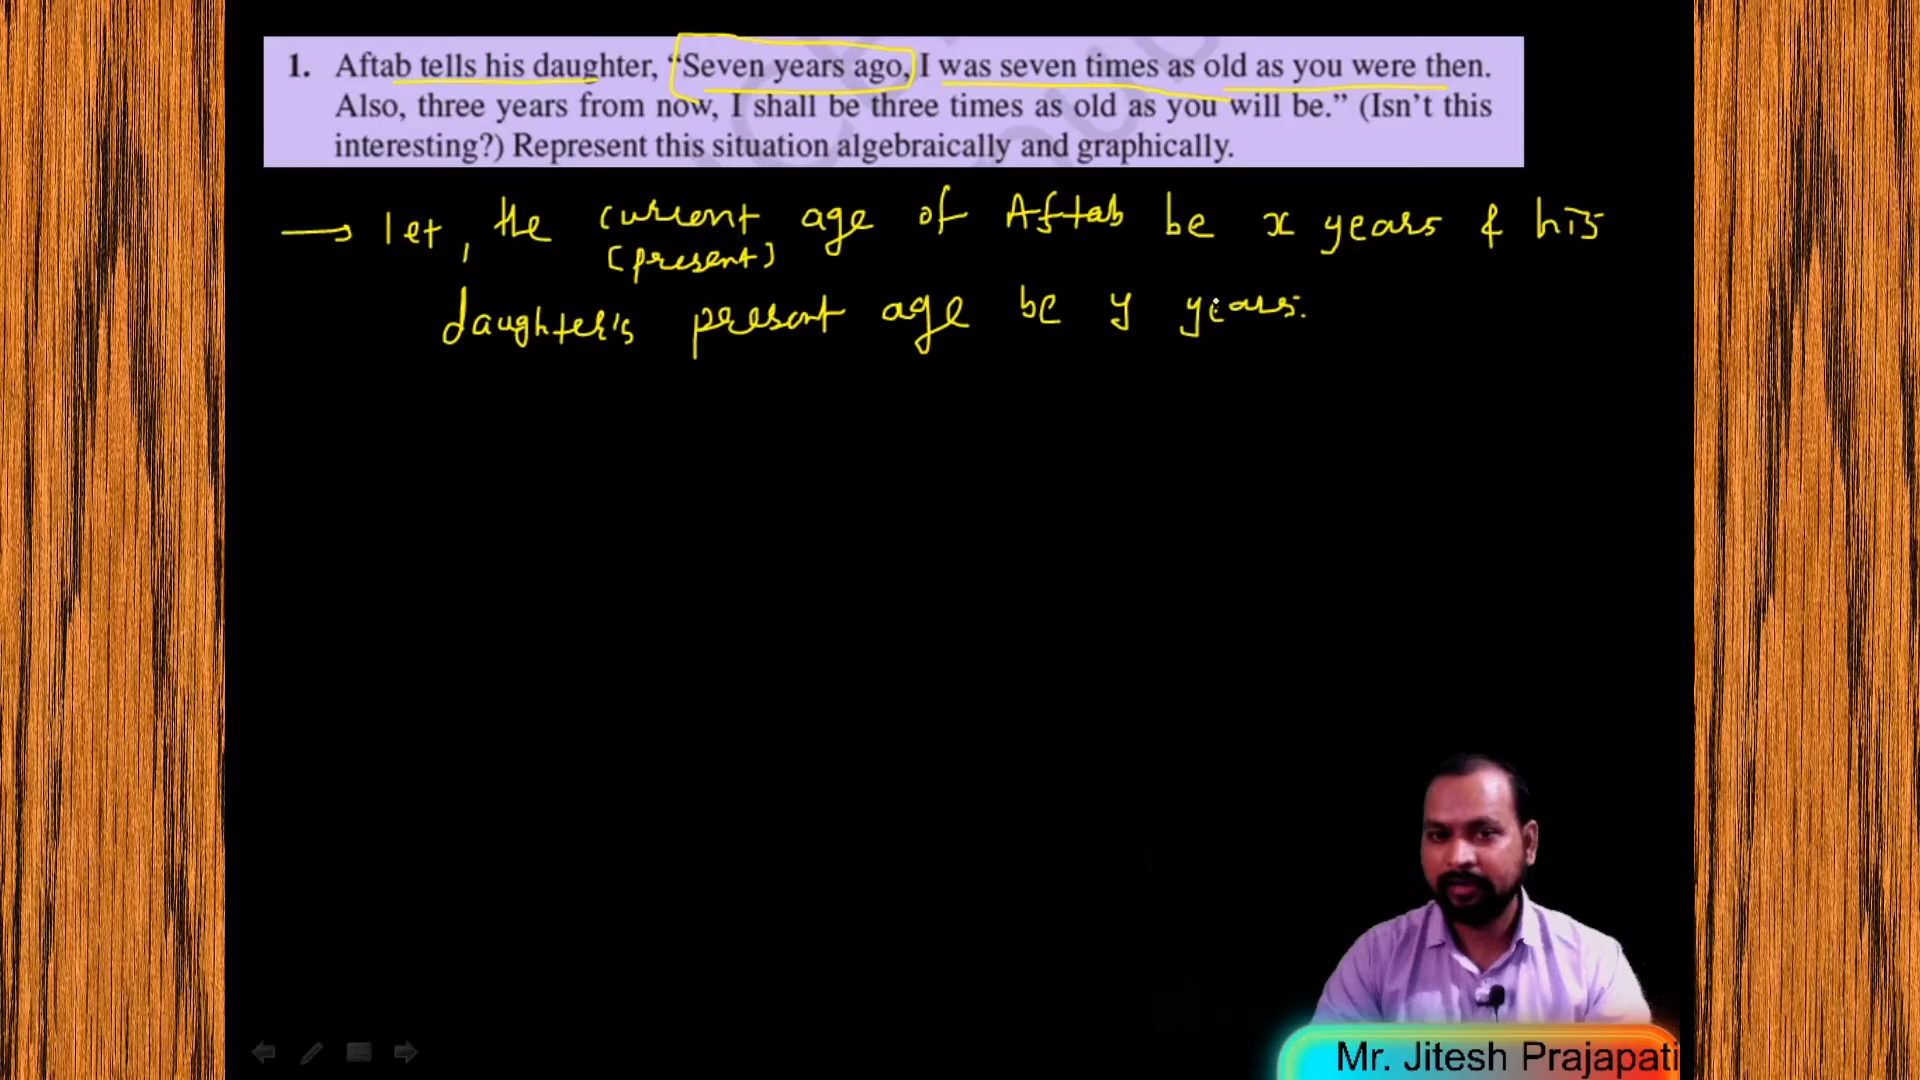 1. Aftab tells his daughter, “Seven years ago, I was seven times as old as you were then.
Also, three years from now, I shall be three times as old as you will be.” (Isn’t this
interesting?) Represent this situation algebraically and graphically.
→ let, the current age of Aftab be x years & his
[present]
daughter's present age be y years.
Mr. Jitesh Prajapati